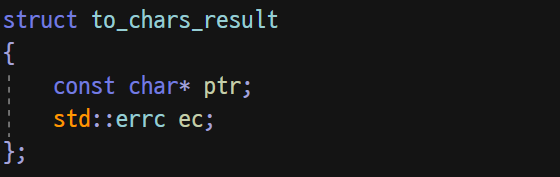 struct to_chars_result
{
    const char* ptr;
    std::errc ec;
};